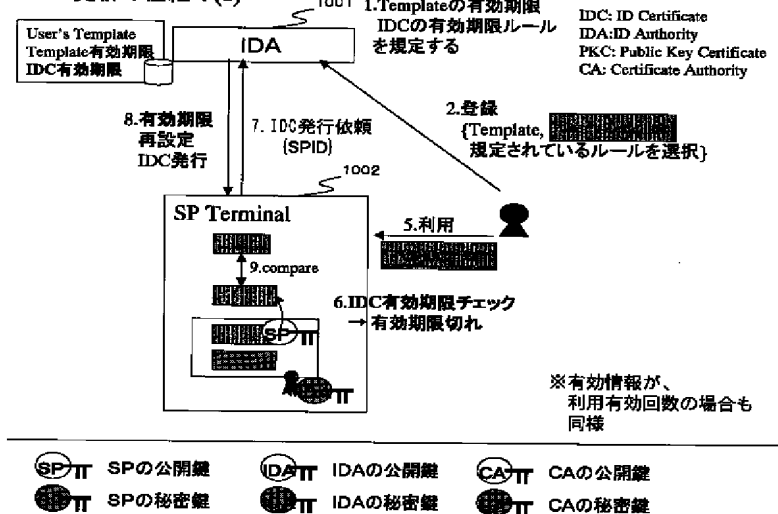 1001
1.Templateの有効期限
IDCの有効期限ルール
を規定する
IDC: ID Certificate
IDA:ID Authority
PKC: Public Key Certificate
CA: Certificate Authority
User's Template
Template有効期限
IDC有効期限
IDA
8.有効期限
再設定
IDC発行
7. IDC発行依頼
(SPID)
2.登録
{Template,
規定されているルールを選択}
1002
SP Terminal
5.利用
9.compare
6.IDC有効期限チェック
→ 有効期限切れ
SP
※有効情報が、
利用有効回数の場合も
同様
SP SPの公開鍵
IDA IDAの公開鍵
CA CAの公開鍵
SPの秘密鍵
IDAの秘密鍵
CAの秘密鍵